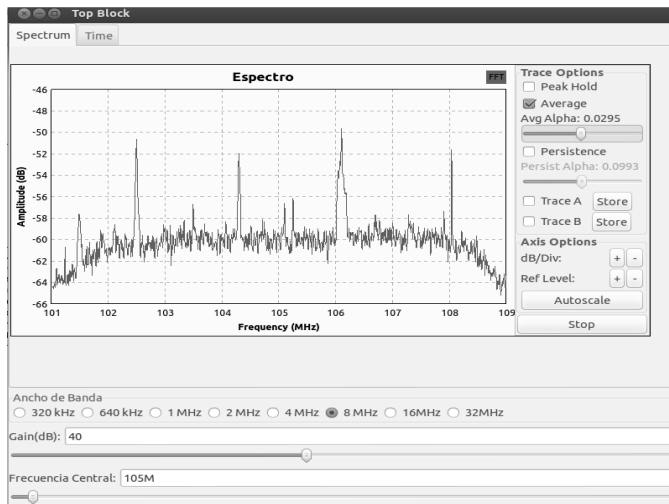 Top Block
Spectrum Time
Espectro
FFT
-46
-48
-50
-52
-54
-56
-58
-60
-62
-64
-66
Amplitude (dB)
101 102 103 104 105 106 107 108 109
Frequency (MHz)
Trace Options
Peak Hold
Average
Avg Alpha: 0.0295
Persistence
Persist Alpha: 0.0993
Trace A Store
Trace B Store
Axis Options
dB/Div: + -
Ref Level: + -
Autoscale
Stop
Ancho de Banda
320 kHz 640 kHz 1 MHz 2 MHz 4 MHz 8 MHz 16MHz 32MHz
Gain(dB): 40
Frecuencia Central: 105M